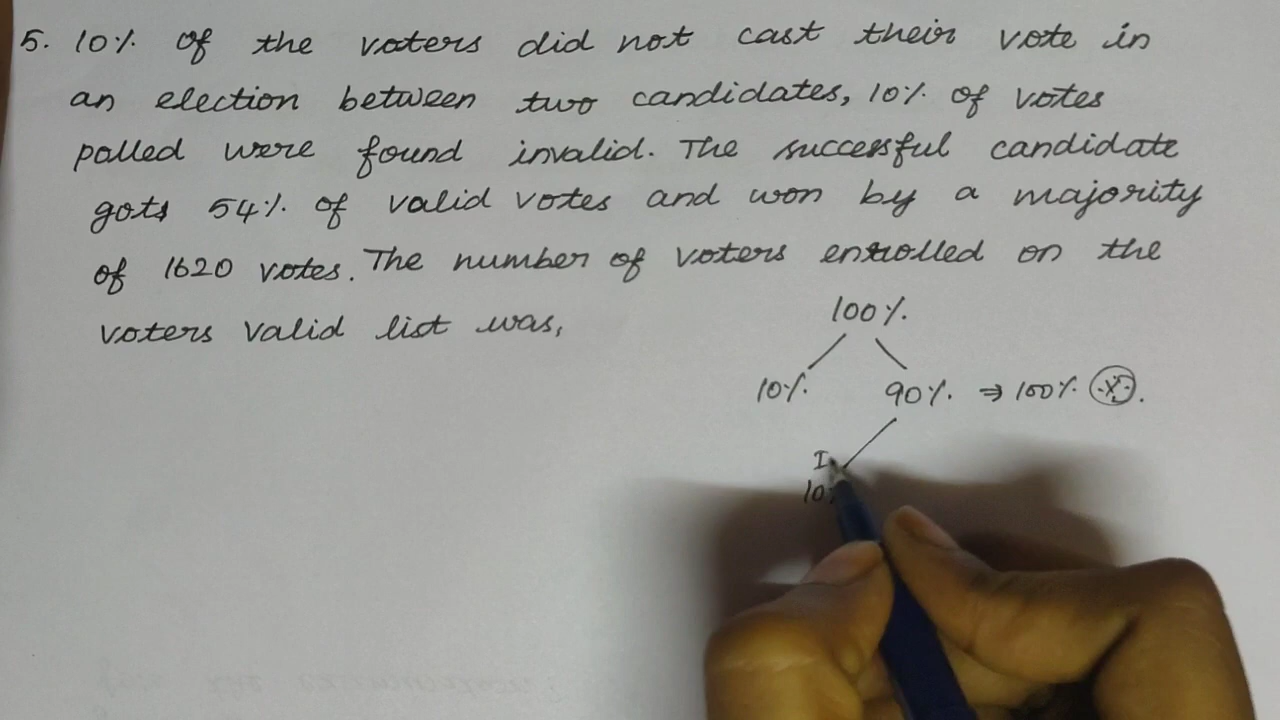 5. 10% of the voters did not cast their vote in
an election between two candidates, 10% of votes
polled were found invalid. The successful candidate
gots 54% of valid votes and won by a majority
of 1620 votes. The number of voters enrolled on the
voters valid list was,
100%.
10%. 90%. ⇒ 100%
I
10%